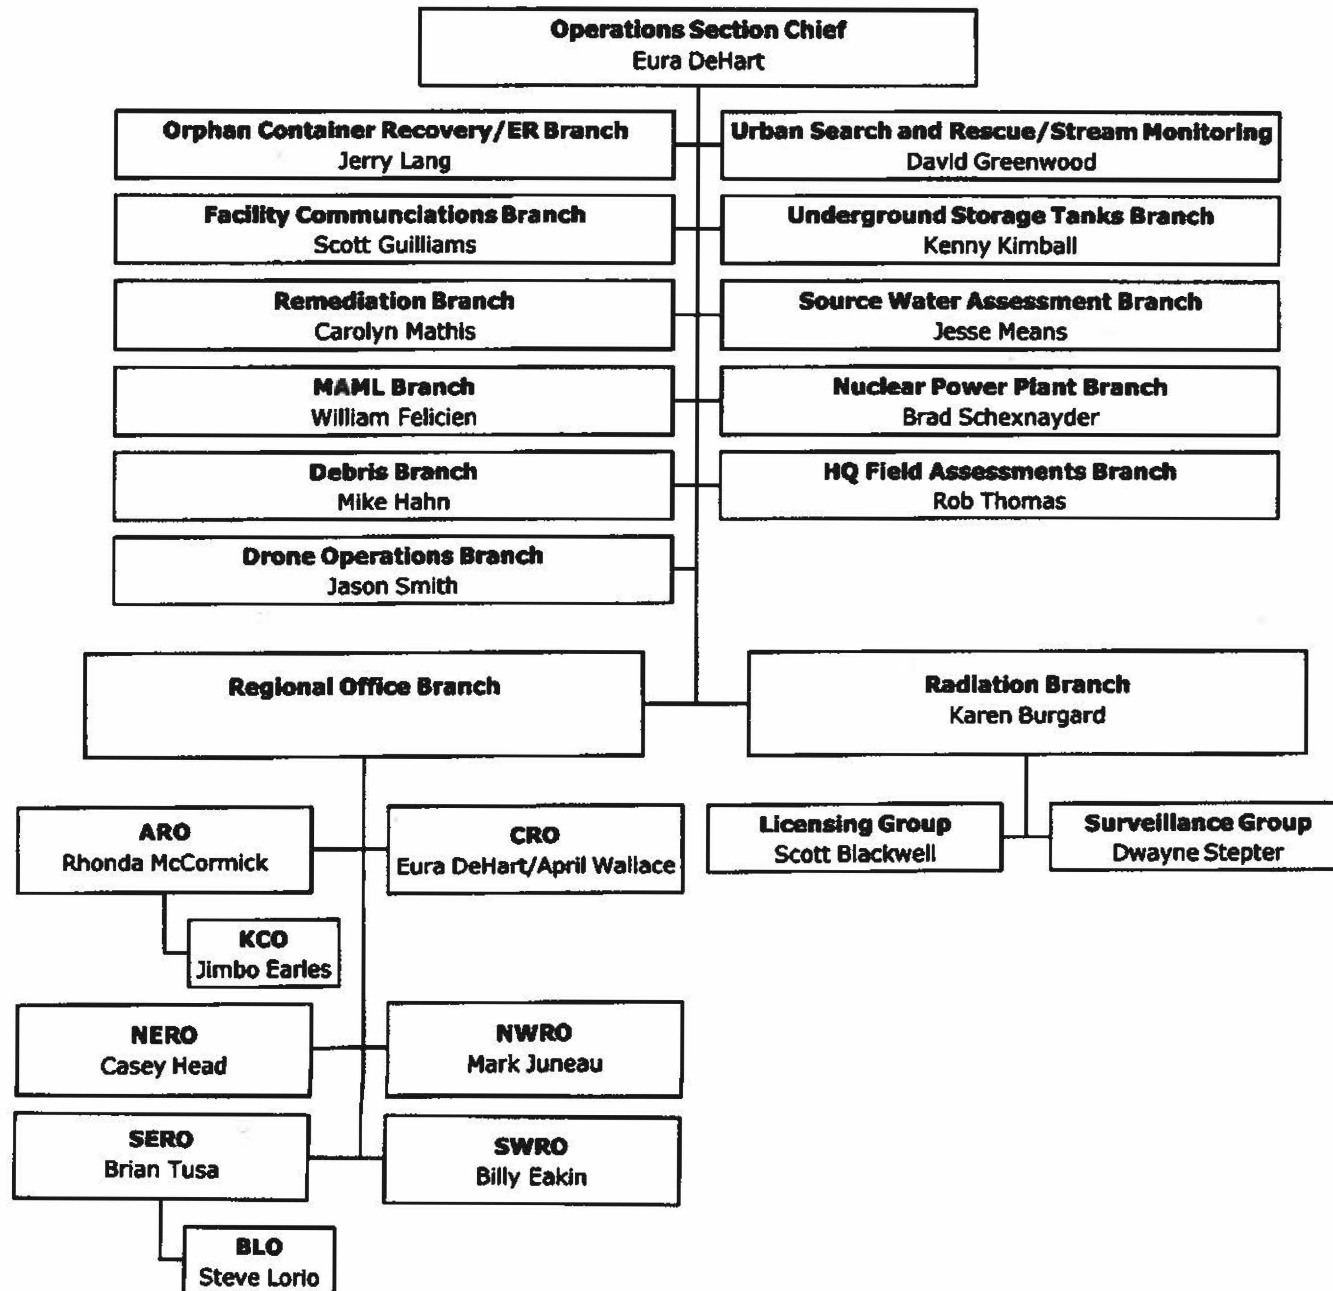 Operations Section Chief
Eura DeHart
Orphan Container Recovery/ER Branch
Jerry Lang
Urban Search and Rescue/Stream Monitoring
David Greenwood
Facility Communciations Branch
Scott Guilliams
Underground Storage Tanks Branch
Kenny Kimball
Remediation Branch
Carolyn Mathis
Source Water Assessment Branch
Jesse Means
MAML Branch
William Felicien
Nuclear Power Plant Branch
Brad Schexnayder
Debris Branch
Mike Hahn
HQ Field Assessments Branch
Rob Thomas
Drone Operations Branch
Jason Smith
Regional Office Branch
Radiation Branch
Karen Burgard
ARO
Rhonda McCormick
CRO
Eura DeHart/April Wallace
Licensing Group
Scott Blackwell
Surveillance Group
Dwayne Stepter
KCO
Jimbo Earles
NERO
Casey Head
NWRO
Mark Juneau
SERO
Brian Tusa
SWRO
Billy Eakin
BLO
Steve Lorio